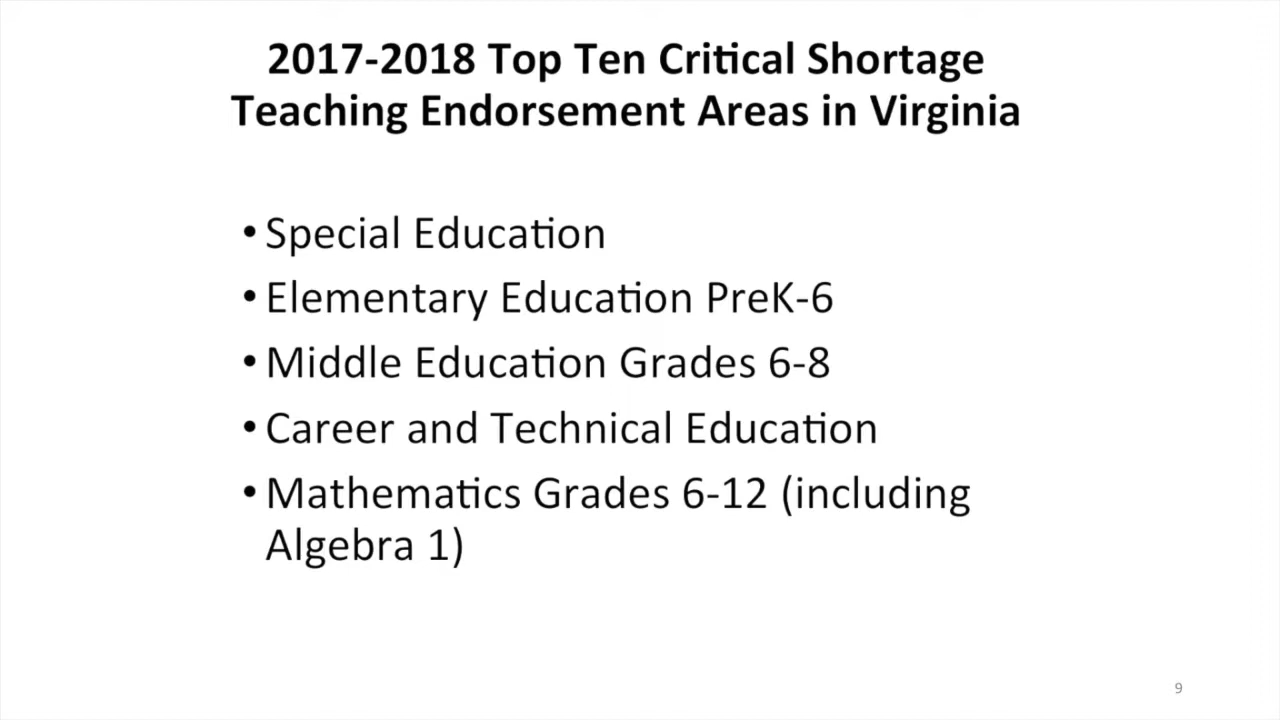 2017-2018 Top Ten Critical Shortage
Teaching Endorsement Areas in Virginia
• Special Education
• Elementary Education PreK-6
• Middle Education Grades 6-8
• Career and Technical Education
• Mathematics Grades 6-12 (including
Algebra 1)
9